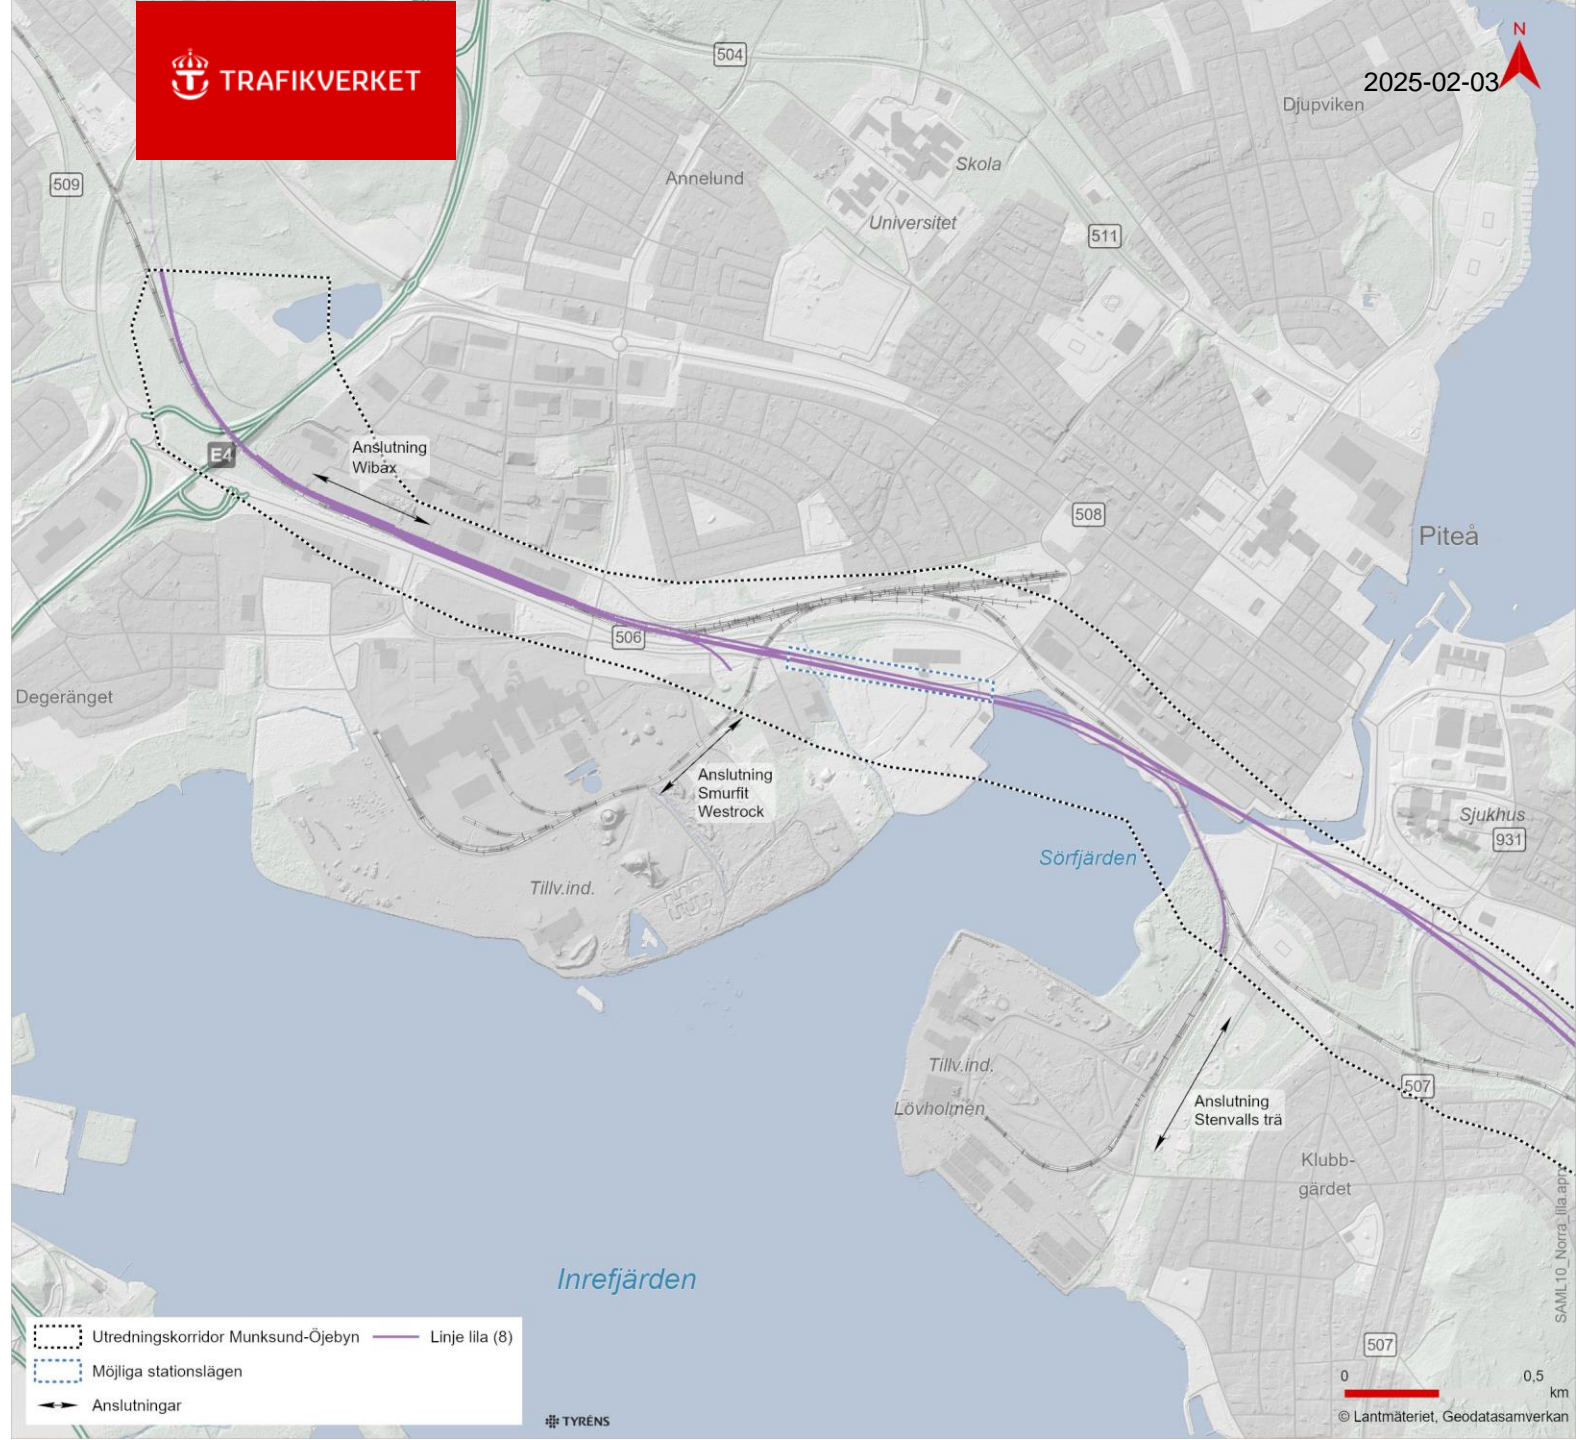 TRAFIKVERKET
504
N
2025-02-03
Djupviken
509
Annelund
Skola
Universitet
511
E4
Anslutning
Wibax
508
Piteå
506
Degeränget
Anslutning
Smurfit
Westrock
Sjukhus
931
Sörfjärden
Tillv.ind.
Tillv.ind.
Lövholmen
507
Anslutning
Stenvalls trä
Klubb-
gärdet
SAML10_Norra_lila.aprx
Inrefjärden
Utredningskorridor Munksund-Öjebyn
Linje lila (8)
Möjliga stationslägen
Anslutningar
TYRÉNS
507
0
0,5
km
© Lantmäteriet, Geodatasamverkan